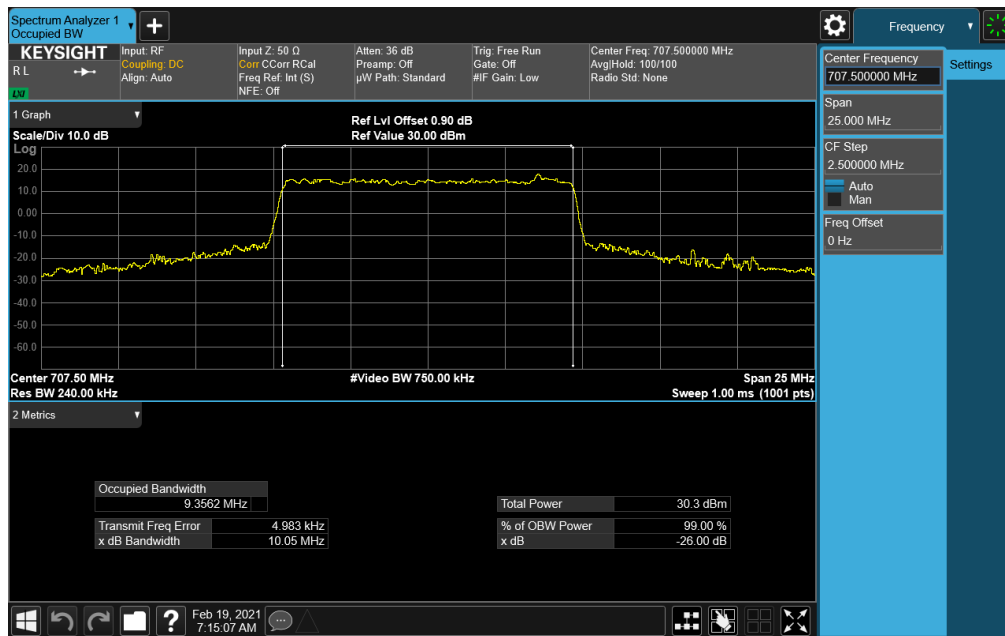 Spectrum Analyzer 1
Occupied BW
Frequency
KEYSIGHT
R L
LXI
Input: RF
Coupling: DC
Align: Auto
Input Z: 50 Ω
Corr CCorr RCal
Freq Ref: Int (S)
NFE: Off
Atten: 36 dB
Preamp: Off
µW Path: Standard
Trig: Free Run
Gate: Off
#IF Gain: Low
Center Freq: 707.500000 MHz
Avg|Hold: 100/100
Radio Std: None
Center Frequency
707.500000 MHz
Settings
Span
25.000 MHz
CF Step
2.500000 MHz
Auto
Man
Freq Offset
0 Hz
1 Graph
Scale/Div 10.0 dB
Ref Lvl Offset 0.90 dB
Ref Value 30.00 dBm
Log
20.0
10.0
0.00
-10.0
-20.0
-30.0
-40.0
-50.0
-60.0
Center 707.50 MHz
#Video BW 750.00 kHz
Span 25 MHz
Res BW 240.00 kHz
Sweep 1.00 ms (1001 pts)
2 Metrics
Occupied Bandwidth
9.3562 MHz
Total Power 30.3 dBm
Transmit Freq Error 4.983 kHz
% of OBW Power 99.00 %
x dB Bandwidth 10.05 MHz
x dB -26.00 dB
?
Feb 19, 2021
7:15:07 AM